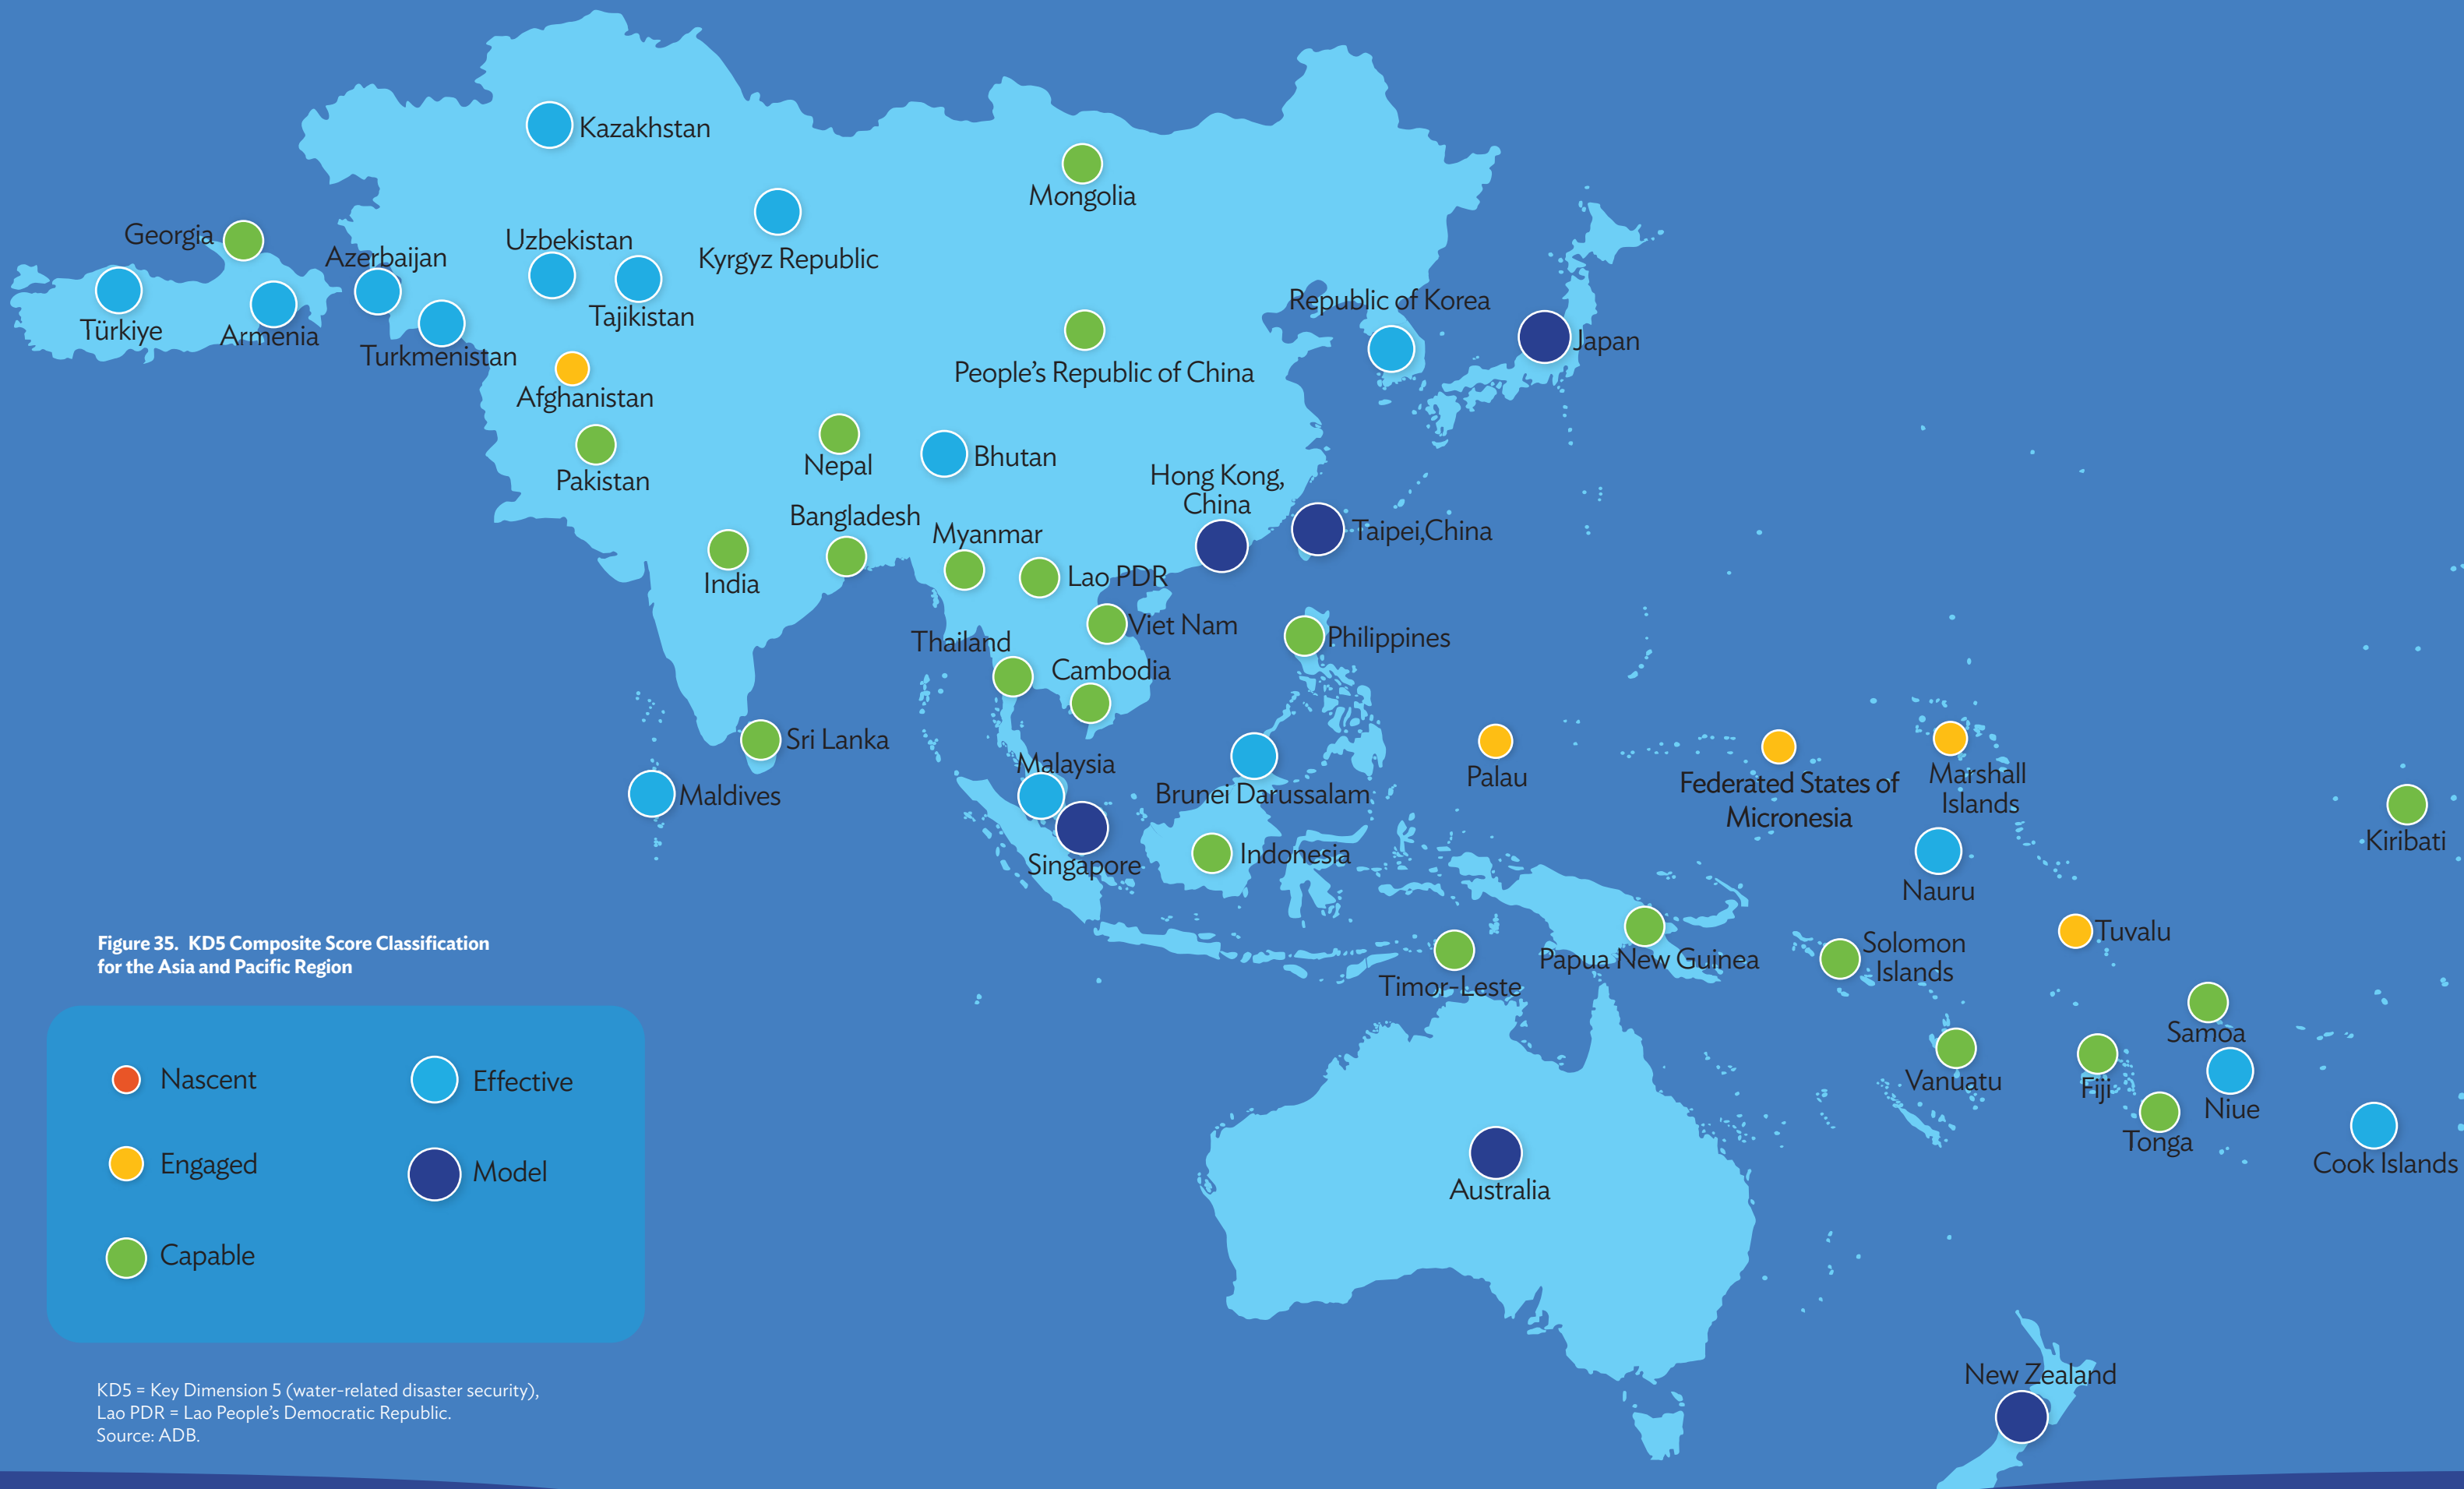 Kazakhstan
Mongolia
Georgia
Azerbaijan
Uzbekistan
Kyrgyz Republic
Türkiye
Armenia
Turkmenistan
Tajikistan
Republic of Korea
Japan
Afghanistan
People's Republic of China
Pakistan
Nepal
Bhutan
Hong Kong,
China
Taipei,China
Bangladesh
Myanmar
India
Lao PDR
Viet Nam
Thailand
Cambodia
Philippines
Sri Lanka
Maldives
Malaysia
Singapore
Brunei Darussalam
Indonesia
Palau
Federated States of
Micronesia
Marshall
Islands
Kiribati
Nauru
Tuvalu
Timor-Leste
Papua New Guinea
Solomon
Islands
Samoa
Vanuatu
Fiji
Niue
Tonga
Cook Islands
Australia
New Zealand
Figure 35. KD5 Composite Score Classification
for the Asia and Pacific Region
Nascent
Engaged
Capable
Effective
Model
KD5 = Key Dimension 5 (water-related disaster security),
Lao PDR = Lao People's Democratic Republic.
Source: ADB.